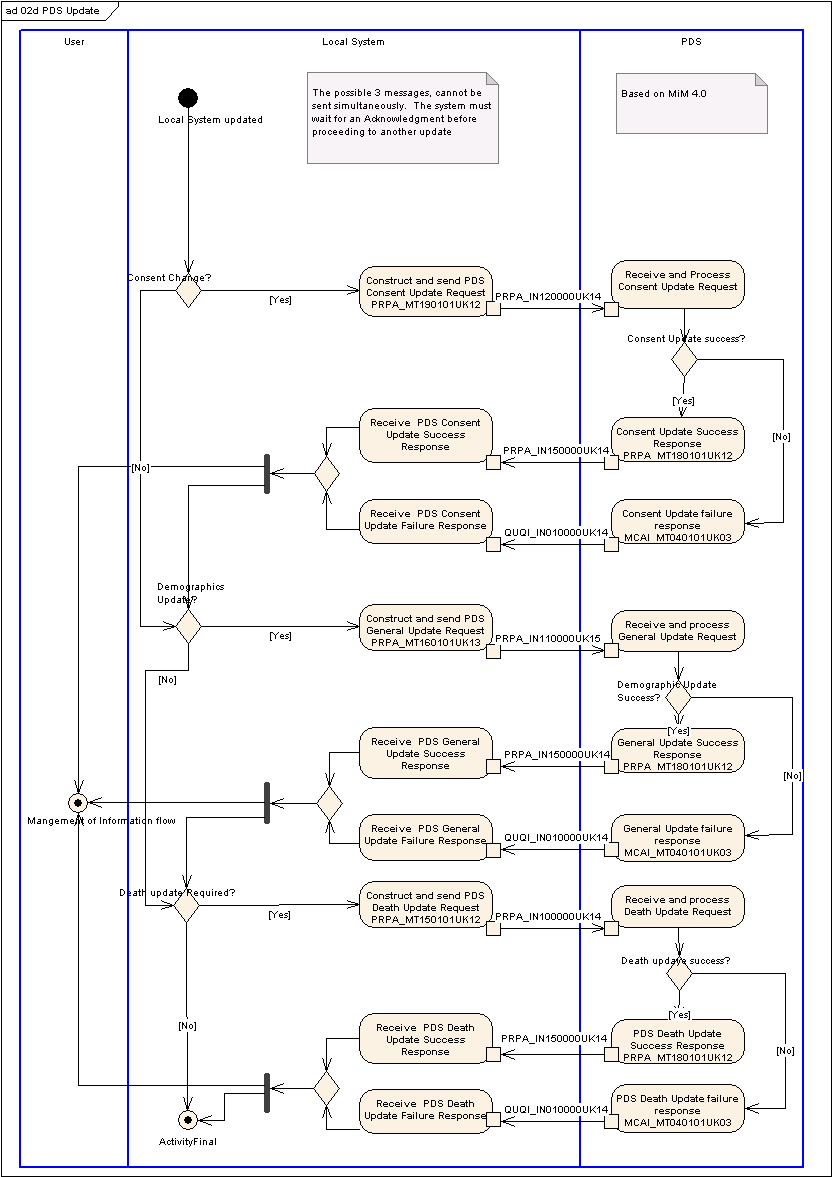 ad 02d PDS Update
User
Local System
PDS
The possible 3 messages, cannot be
sent simultaneously. The system must
wait for an Acknowledgment before
proceeding to another update
Based on MiM 4.0
Local System updated
Consent Change?
[Yes]
Construct and send PDS
Consent Update Request
PRPA_MT190101UK12
PRPA_IN120000UK14
Receive and Process
Consent Update Request
Consent Update success?
[Yes]
[No]
Receive PDS Consent
Update Success
Response
PRPA_IN150000UK14
Consent Update Success
Response
PRPA_MT180101UK12
[No]
Receive PDS Consent
Update Failure Response
QUQI_IN010000UK14
Consent Update failure
response
MCAI_MT040101UK03
Demographics
Update?
[Yes]
[No]
Construct and send PDS
General Update Request
PRPA_MT160101UK13
PRPA_IN110000UK15
Receive and process
General Update Request
Demographic Update
Success?
[Yes]
[No]
Receive PDS General
Update Success
Response
PRPA_IN150000UK14
General Update Success
Response
PRPA_MT180101UK12
Mangement of Information flow
Receive PDS General
Update Failure Response
QUQI_IN010000UK14
General Update failure
response
MCAI_MT040101UK03
Death update Required?
[Yes]
Construct and send PDS
Death Update Request
PRPA_MT150101UK12
PRPA_IN100000UK14
Receive and process
Death Update Request
Death update success?
[Yes]
[No]
[No]
Receive PDS Death
Update Success
Response
PRPA_IN150000UK14
PDS Death Update
Success Response
PRPA_MT180101UK12
Receive PDS Death
Update Failure Response
QUQI_IN010000UK14
PDS Death Update failure
response
MCAI_MT040101UK03
ActivityFinal